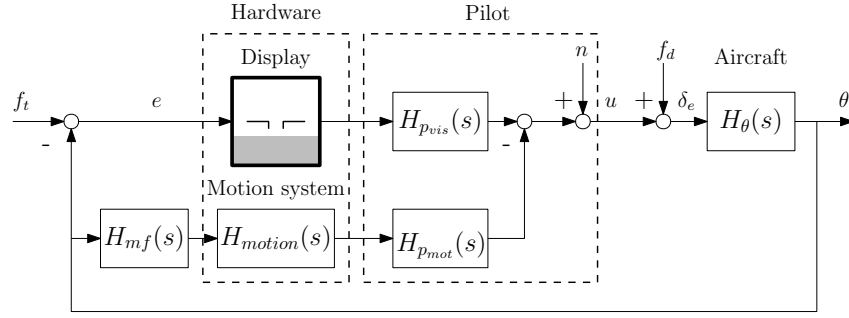 Hardware
Pilot
Display
n
f_d
Aircraft
f_t
e
H_{p_{vis}}(s)
+
u
+
δ_e
H_θ(s)
θ
-
-
Motion system
H_{mf}(s)
H_{motion}(s)
H_{p_{mot}}(s)